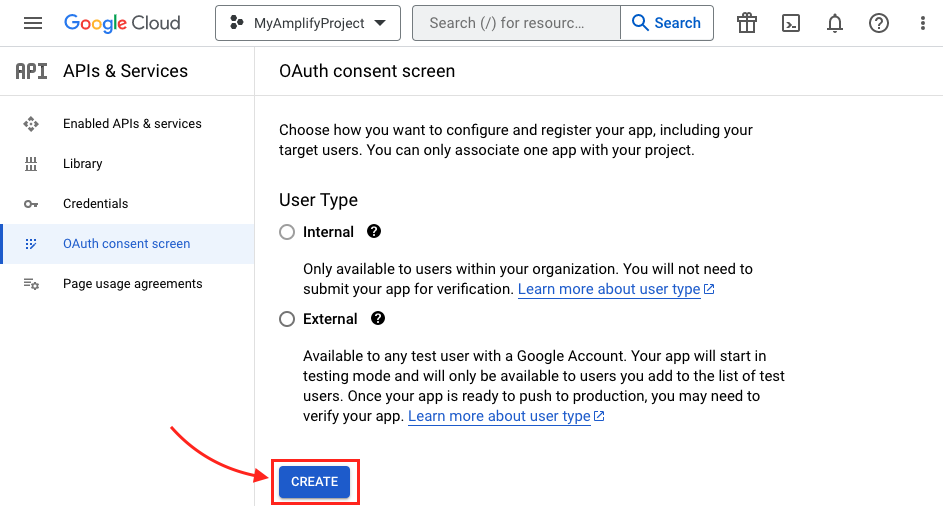 Google Cloud
MyAmplifyProject
Search (/) for resourc...
Search
API APIs & Services
Enabled APIs & services
Library
Credentials
OAuth consent screen
Page usage agreements
OAuth consent screen
Choose how you want to configure and register your app, including your
target users. You can only associate one app with your project.
User Type
Internal ?
Only available to users within your organization. You will not need to
submit your app for verification. Learn more about user type
External ?
Available to any test user with a Google Account. Your app will start in
testing mode and will only be available to users you add to the list of test
users. Once your app is ready to push to production, you may need to
verify your app. Learn more about user type
CREATE